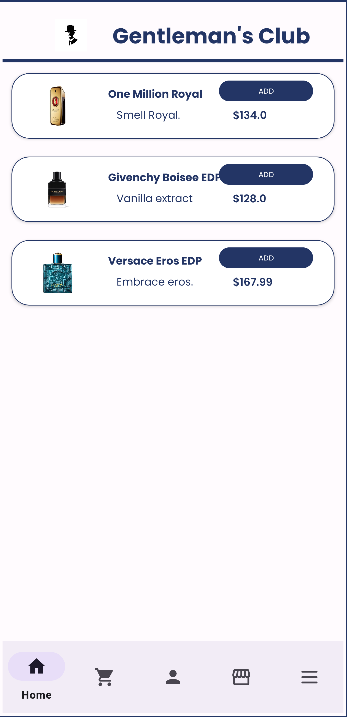 Gentleman's Club
One Million Royal
ADD
Smell Royal.
$134.0
Givenchy Boisee EDP
ADD
Vanilla extract
$128.0
Versace Eros EDP
ADD
Embrace eros.
$167.99
Home